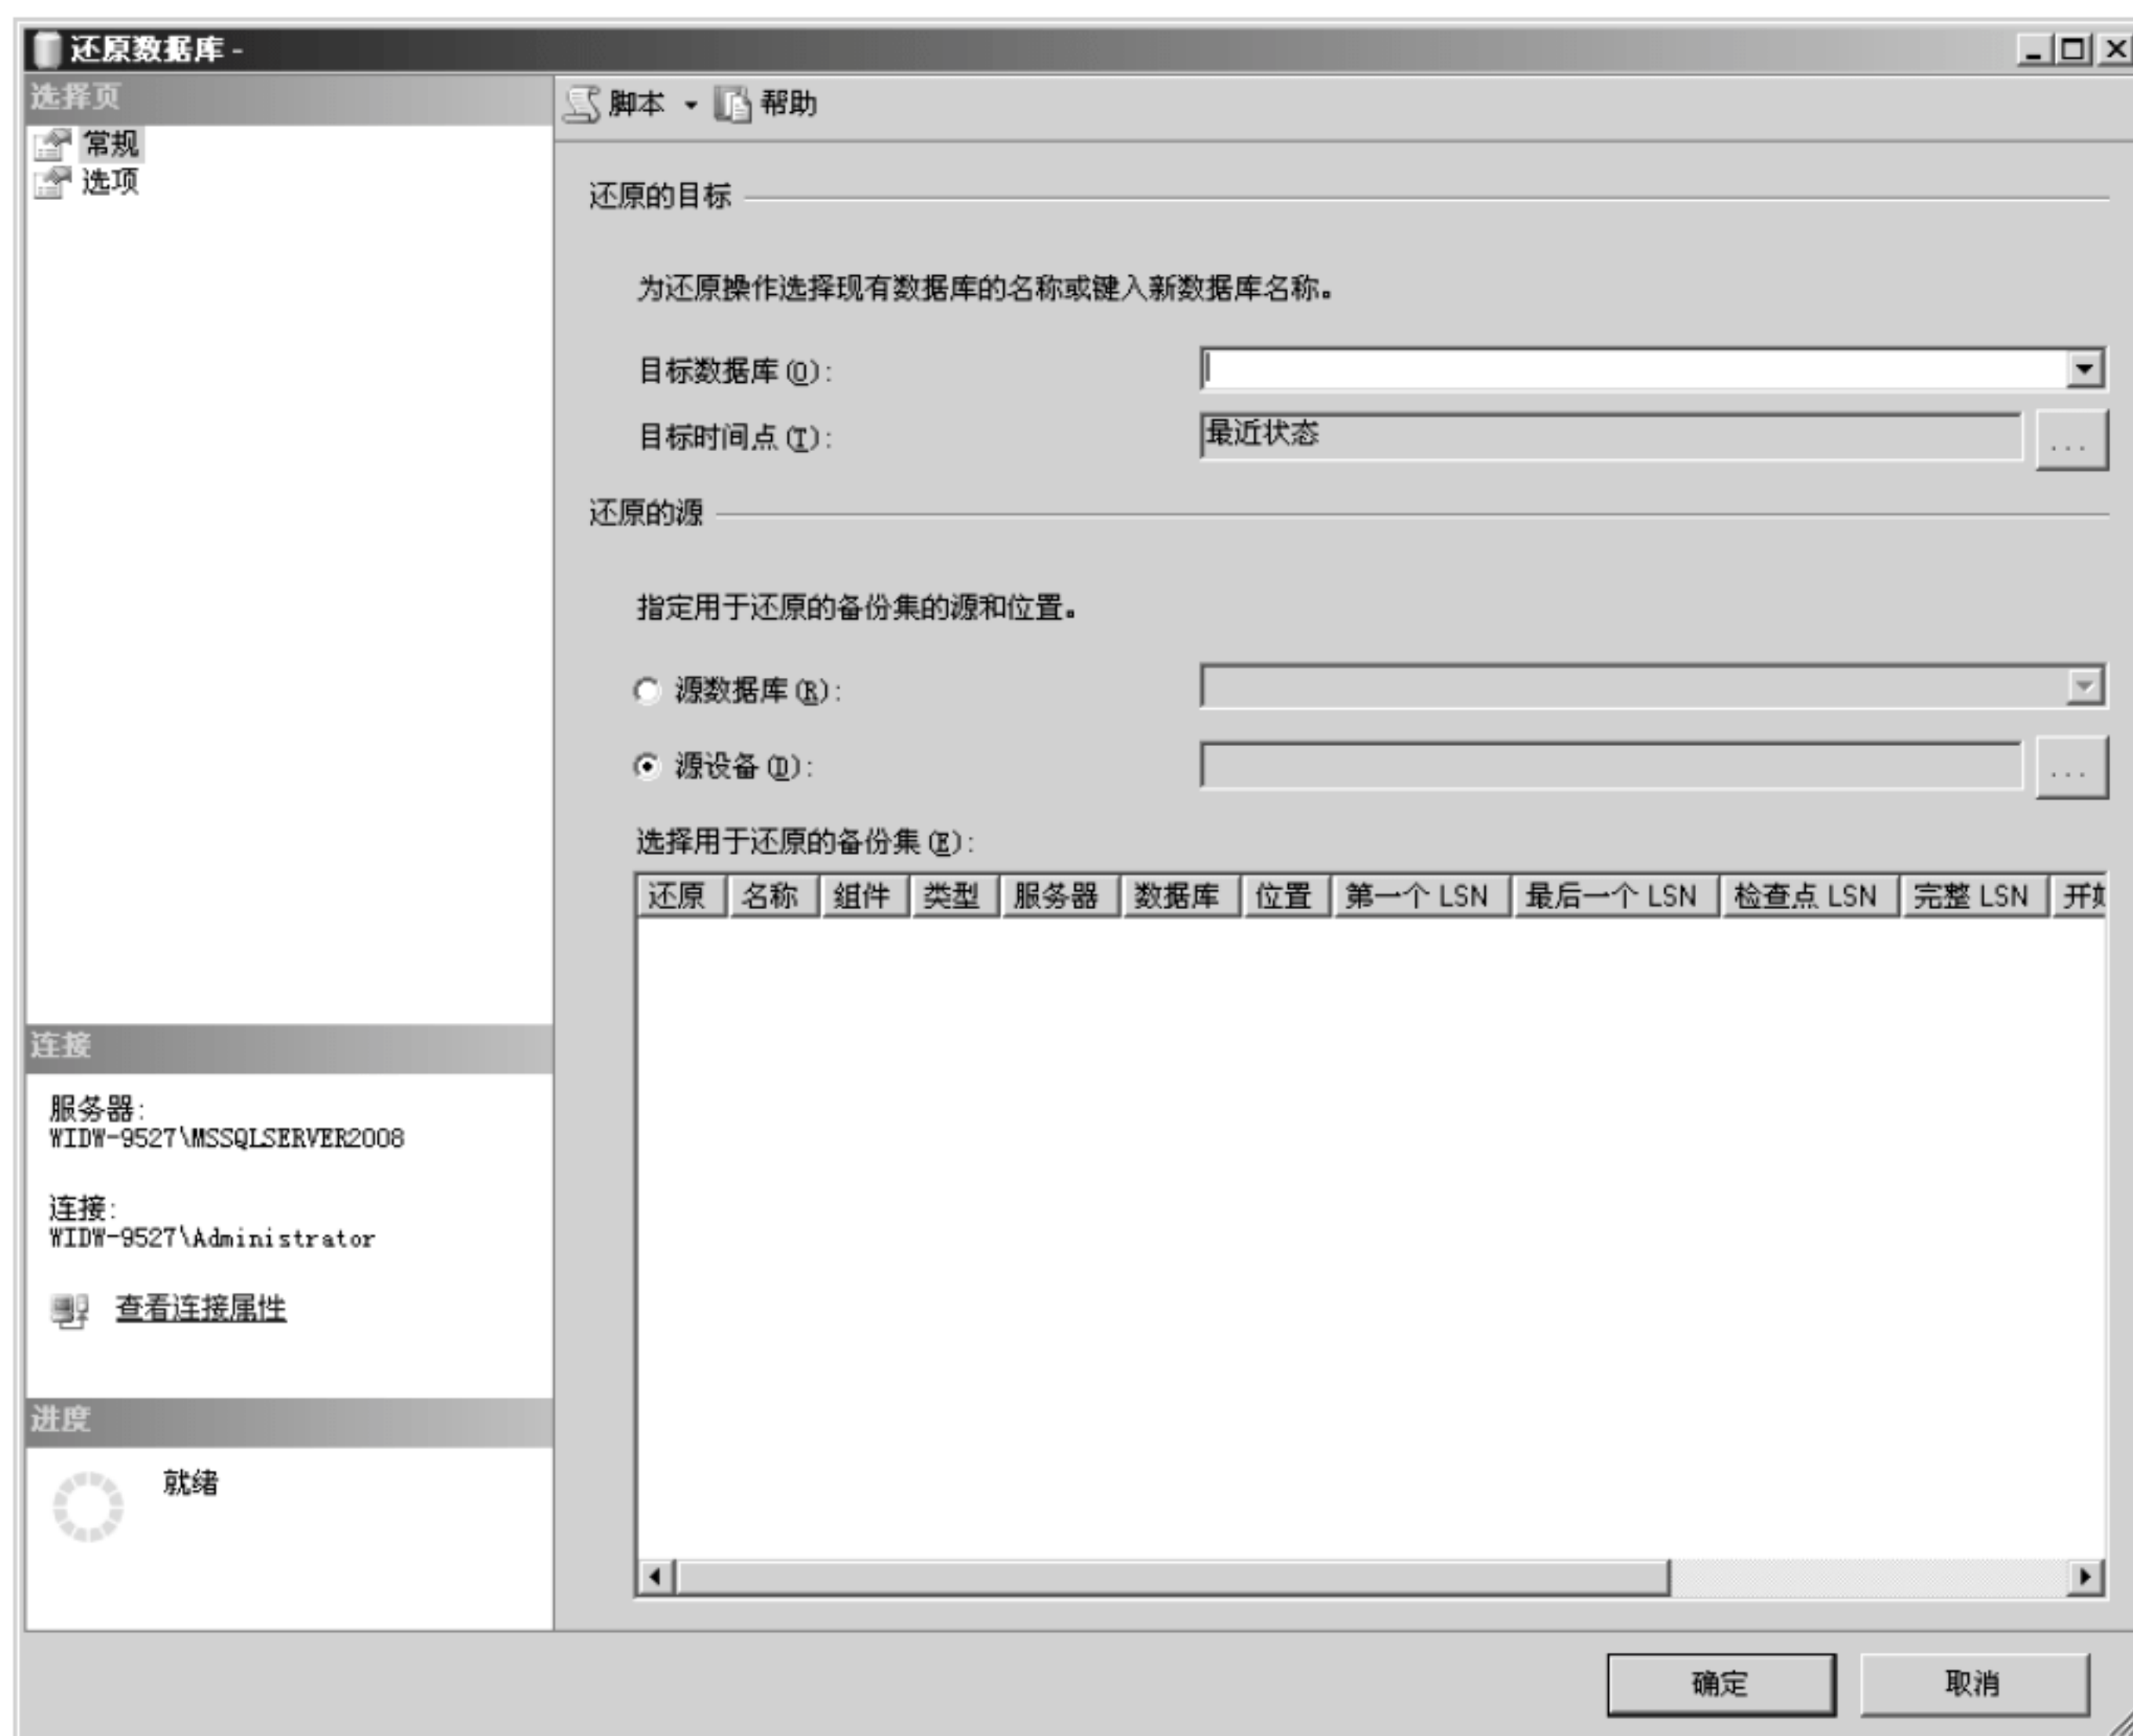 还原数据库 -
选择页
常规
选项
脚本 帮助
还原的目标
为还原操作选择现有数据库的名称或键入新数据库名称。
目标数据库(O):
目标时间点(T): 最近状态 ...
还原的源
指定用于还原的备份集的源和位置。
源数据库(R):
源设备(D): ...
选择用于还原的备份集(E):
还原 名称 组件 类型 服务器 数据库 位置 第一个 LSN 最后一个 LSN 检查点 LSN 完整 LSN 开始
连接
服务器:
WIDW-9527\MSSQLSERVER2008
连接:
WIDW-9527\Administrator
查看连接属性
进度
就绪
确定 取消